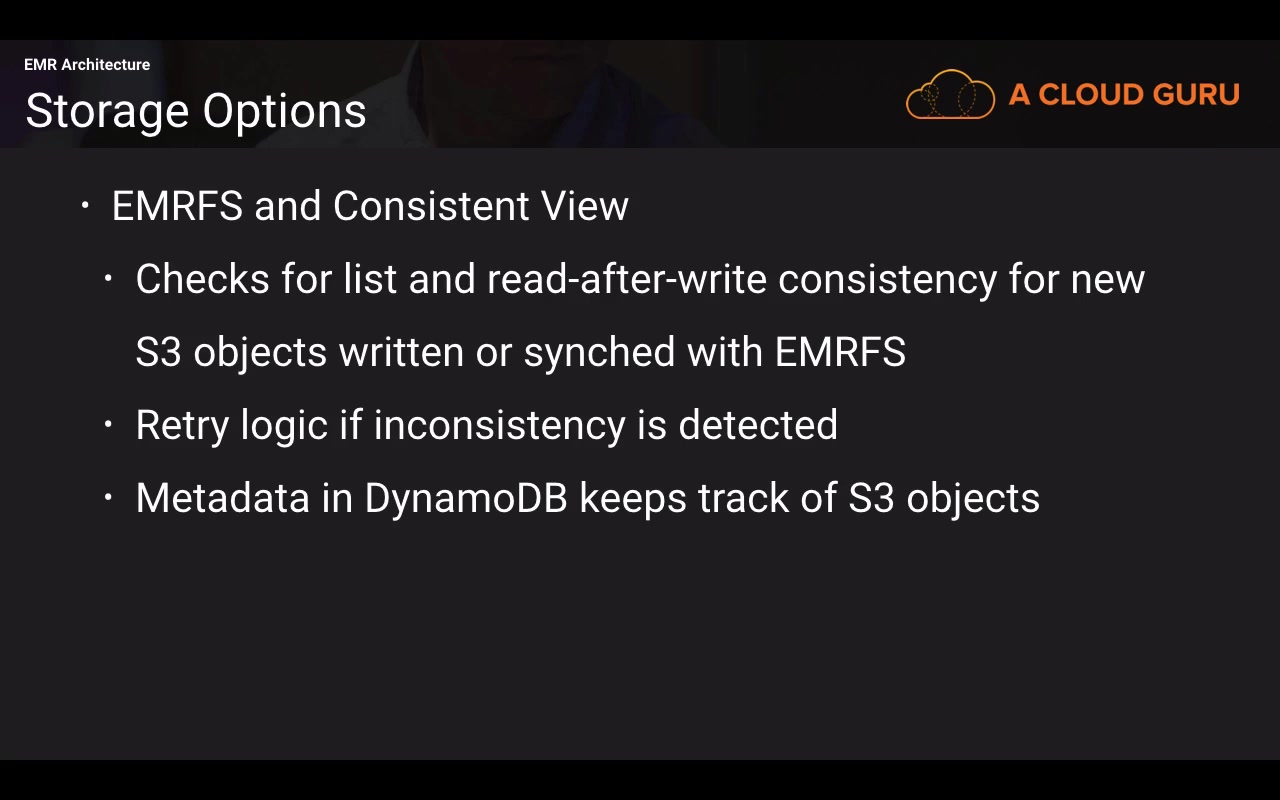 EMR Architecture
Storage Options
A CLOUD GURU
• EMRFS and Consistent View
• Checks for list and read-after-write consistency for new
S3 objects written or synched with EMRFS
• Retry logic if inconsistency is detected
• Metadata in DynamoDB keeps track of S3 objects